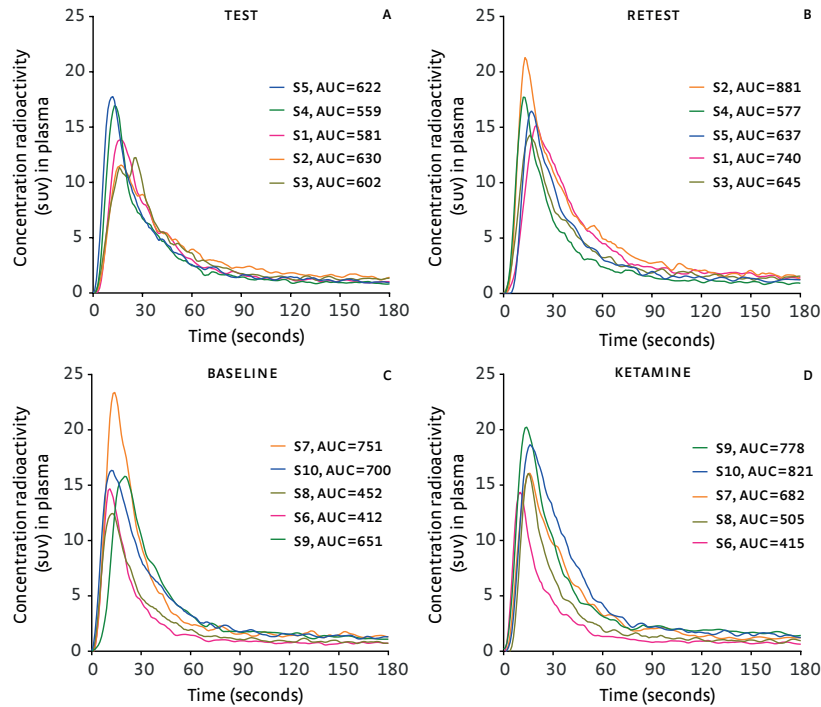 TEST
A
Concentration radioactivity
(SUV) in plasma
25
20
15
10
5
0
S5, AUC=622
S4, AUC=559
S1, AUC=581
S2, AUC=630
S3, AUC=602
0 30 60 90 120 150 180
Time (seconds)
RETEST
B
Concentration radioactivity
(SUV) in plasma
25
20
15
10
5
0
S2, AUC=881
S4, AUC=577
S5, AUC=637
S1, AUC=740
S3, AUC=645
0 30 60 90 120 150 180
Time (seconds)
BASELINE
C
Concentration radioactivity
(SUV) in plasma
25
20
15
10
5
0
S7, AUC=751
S10, AUC=700
S8, AUC=452
S6, AUC=412
S9, AUC=651
0 30 60 90 120 150 180
Time (seconds)
KETAMINE
D
Concentration radioactivity
(SUV) in plasma
25
20
15
10
5
0
S9, AUC=778
S10, AUC=821
S7, AUC=682
S8, AUC=505
S6, AUC=415
0 30 60 90 120 150 180
Time (seconds)